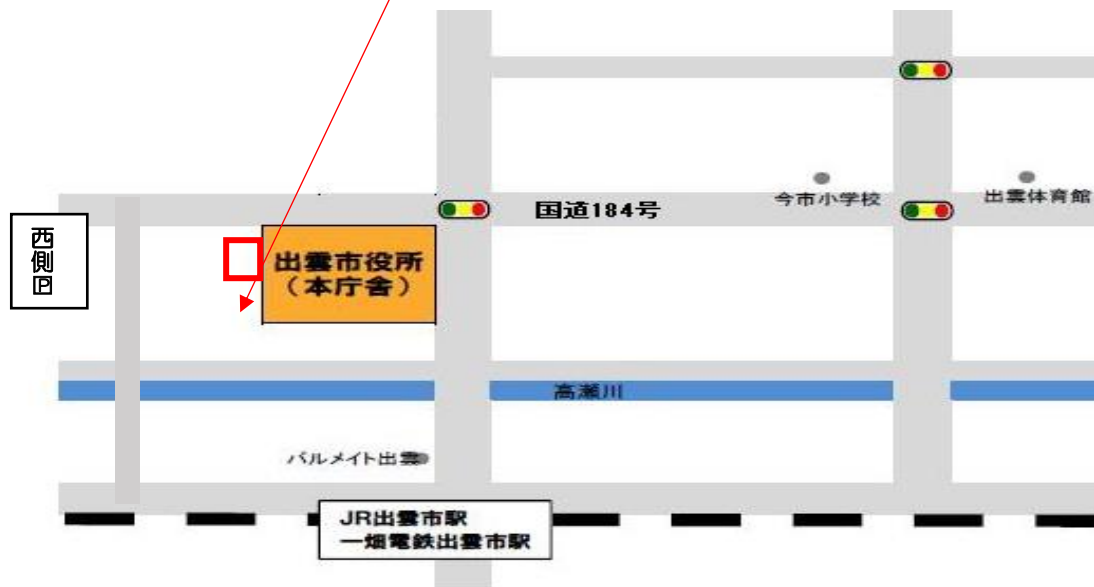 今市小学校
出雲体育館
国道184号
西側🄿
出雲市役所
（本庁舎）
高瀬川
パルメイト出雲
JR出雲市駅
一畑電鉄出雲市駅